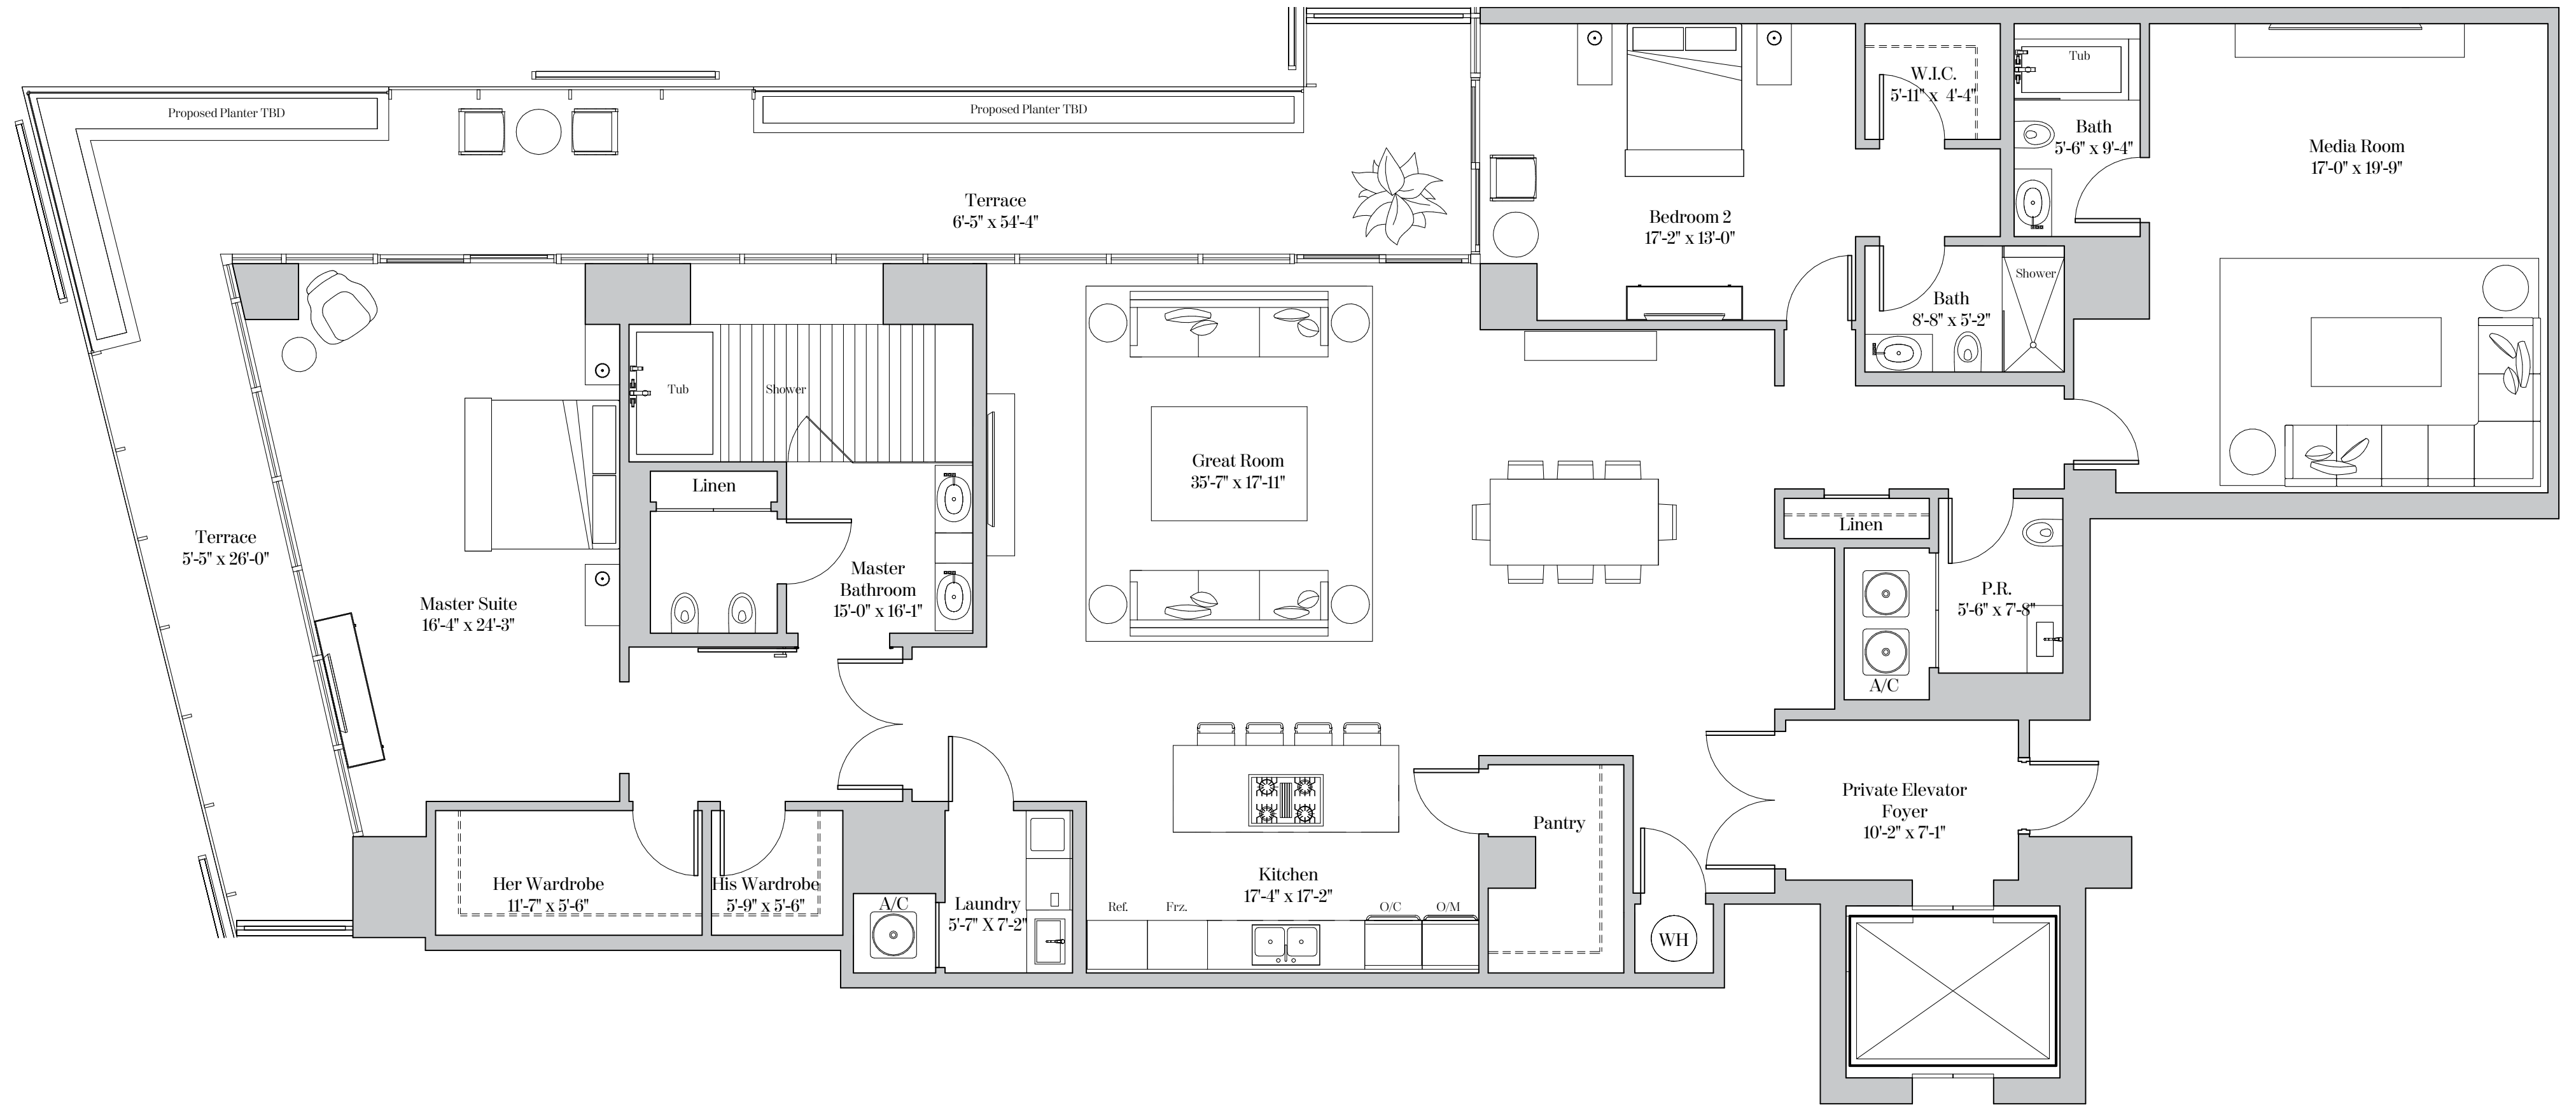 Proposed Planter TBD
Proposed Planter TBD
Terrace
6'-5" x 54'-4"
Bedroom 2
17'-2" x 13'-0"
W.I.C.
5'-11" x 4'-4"
Tub
Bath
5'-6" x 9'-4"
Media Room
17'-0" x 19'-9"
Shower
Bath
8'-8" x 5'-2"
Tub
Shower
Linen
Great Room
35'-7" x 17'-11"
Terrace
5'-5" x 26'-0"
Master Suite
16'-4" x 24'-3"
Master
Bathroom
15'-0" x 16'-1"
Linen
P.R.
5'-6" x 7'-8"
A/C
Private Elevator
Foyer
10'-2" x 7'-1"
Pantry
Her Wardrobe
11'-7" x 5'-6"
His Wardrobe
5'-9" x 5'-6"
A/C
Laundry
5'-7" X 7'-2"
Kitchen
17'-4" x 17'-2"
Ref.
Frz.
O/C
O/M
WH